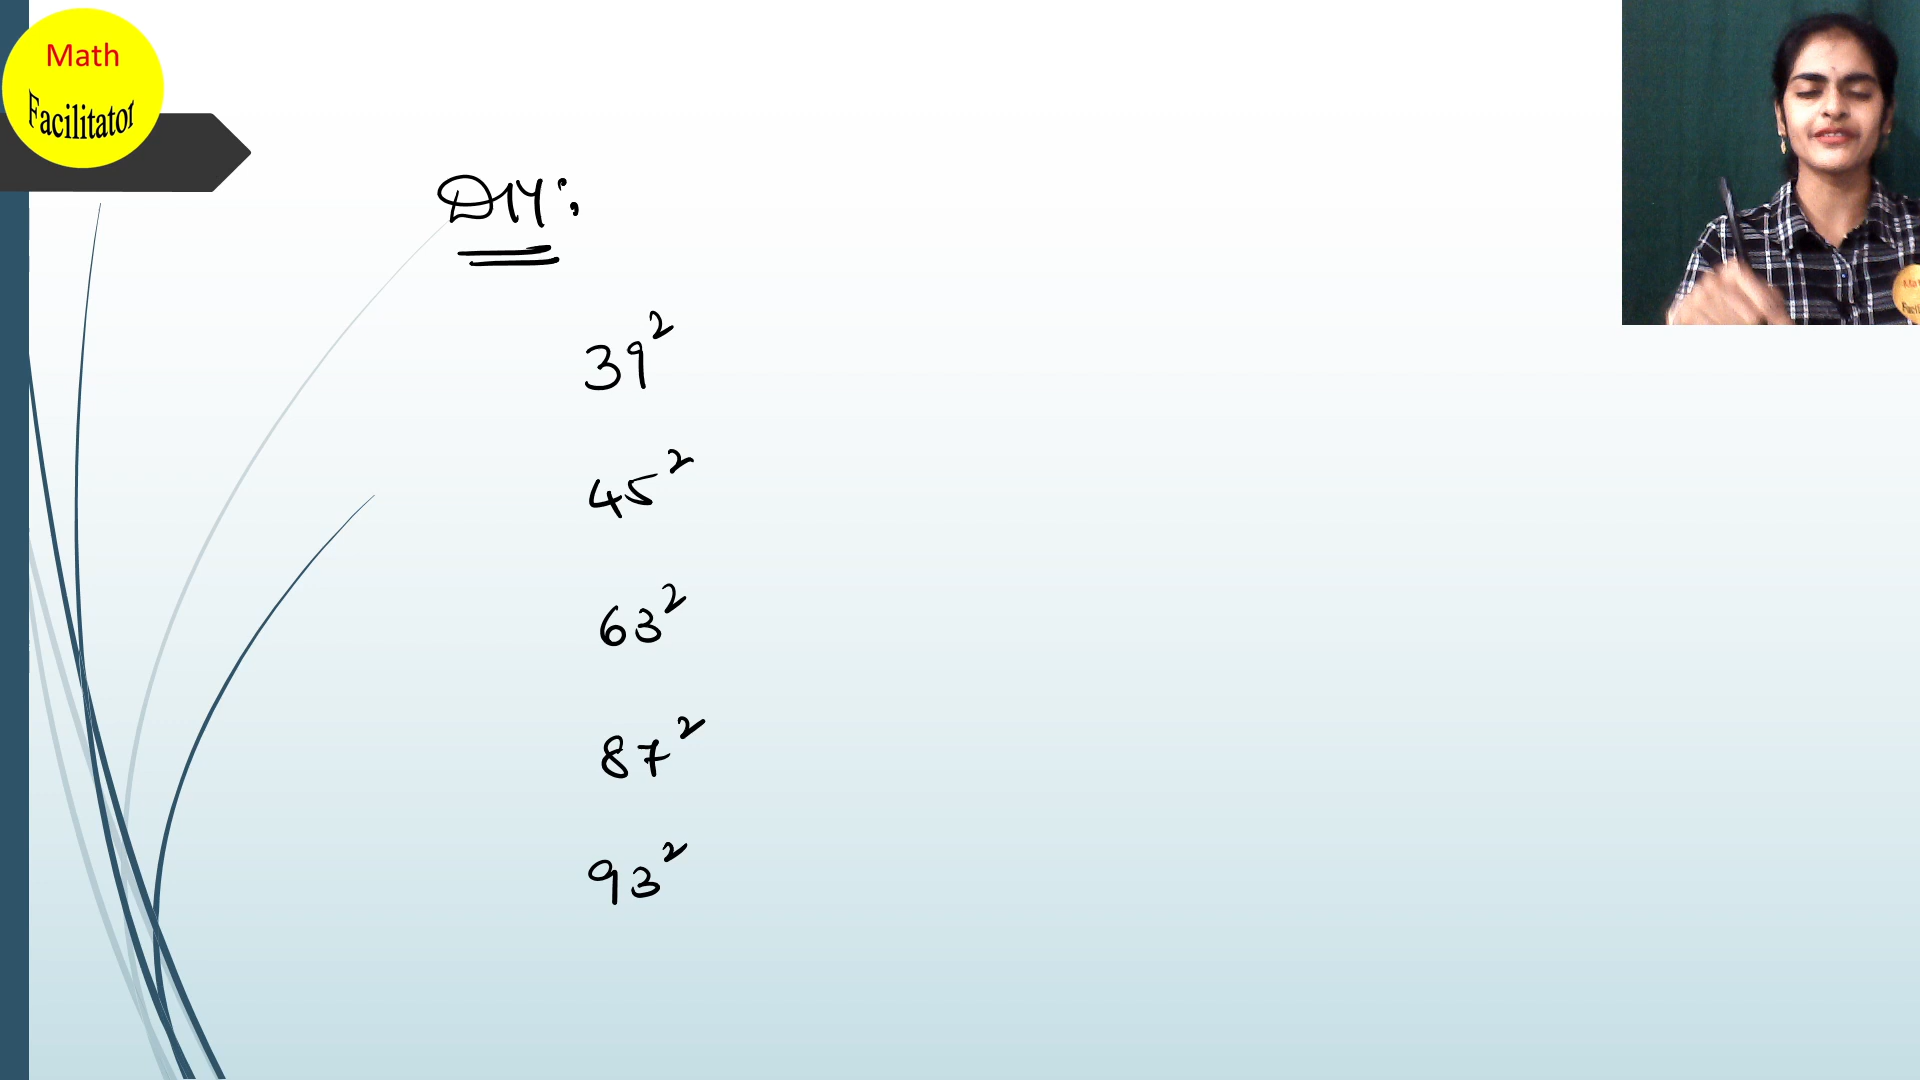 Math
Facilitator
DIY:
39²
45²
63²
87²
93²